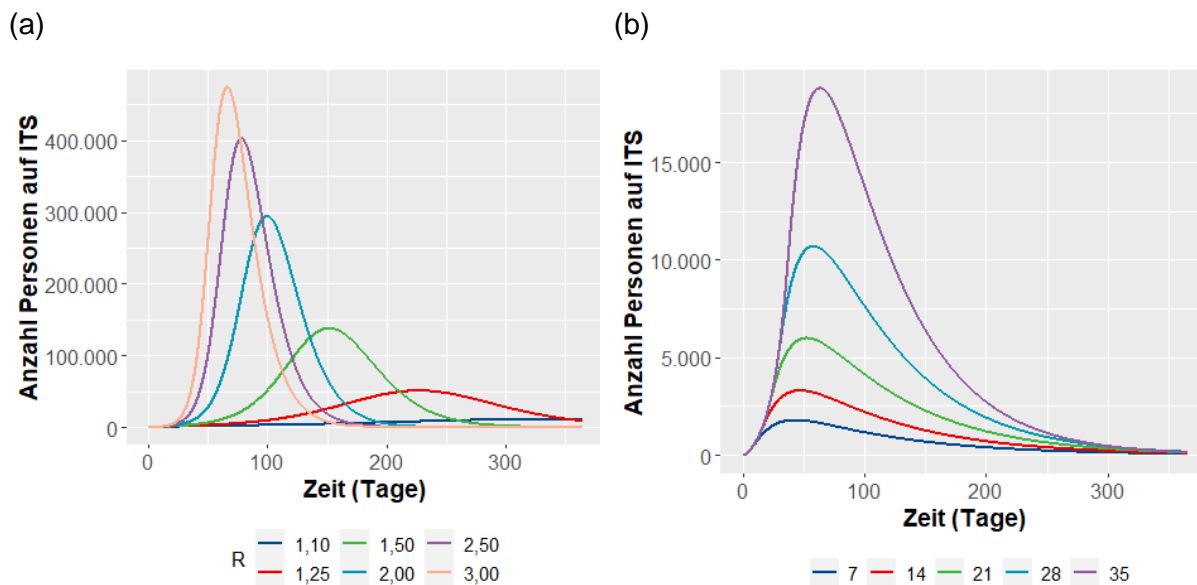 (a)
(b)
Anzahl Personen auf ITS
400.000
300.000
200.000
100.000
0
0 100 200 300
Zeit (Tage)
R 1,10 1,50 2,50
1,25 2,00 3,00
Anzahl Personen auf ITS
15.000
10.000
5.000
0
0 100 200 300
Zeit (Tage)
7 14 21 28 35